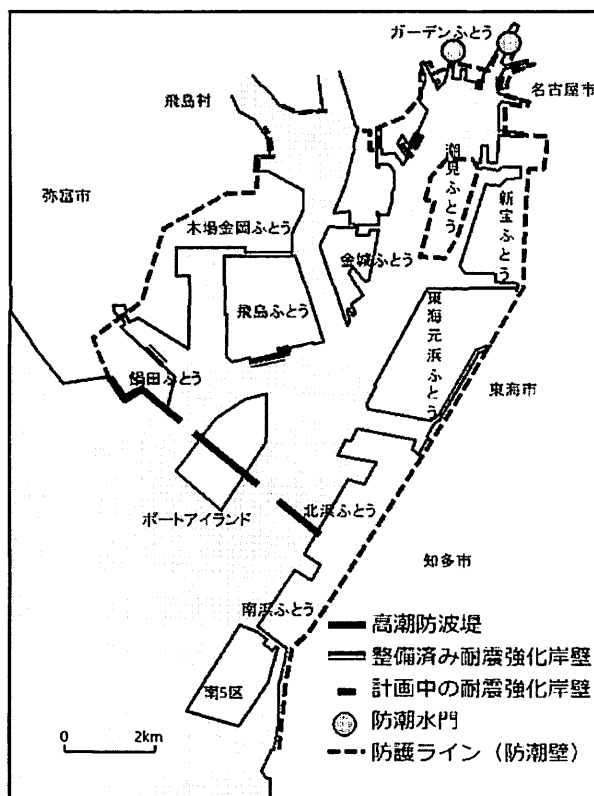 ガーデンふとう
飛島村
名古屋市
潮見ふとう
弥富市
新宝ふとう
木場金岡ふとう
金城ふとう
飛島ふとう
東海元浜ふとう
鍋田ふとう
東海市
ポートアイランド
北浜ふとう
知多市
南浜ふとう
高潮防波堤
整備済み耐震強化岸壁
南5区
計画中の耐震強化岸壁
防潮水門
0 2km
防護ライン（防潮壁）